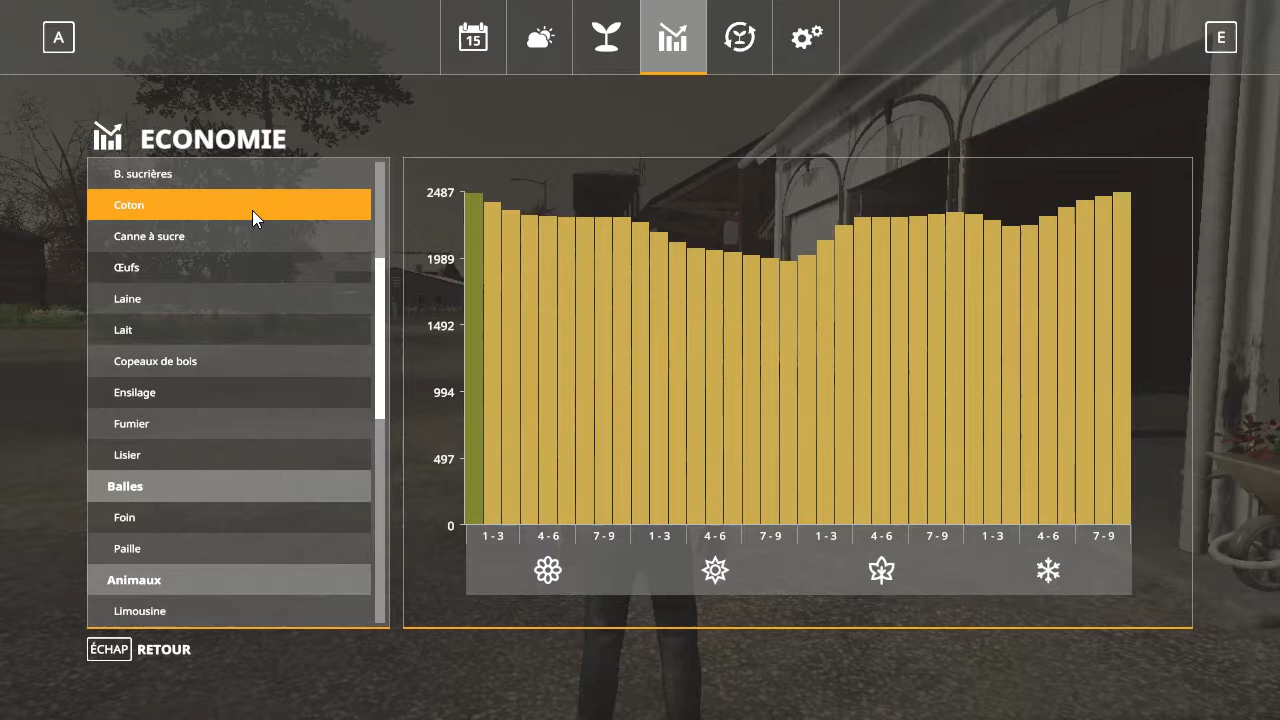 A
15
E
ECONOMIE
B. sucrières
Coton
Canne à sucre
Œufs
Laine
Lait
Copeaux de bois
Ensilage
Fumier
Lisier
Balles
Foin
Paille
Animaux
Limousine
2487
1989
1492
994
497
0
1 - 3 4 - 6 7 - 9 1 - 3 4 - 6 7 - 9 1 - 3 4 - 6 7 - 9 1 - 3 4 - 6 7 - 9
ÉCHAP RETOUR